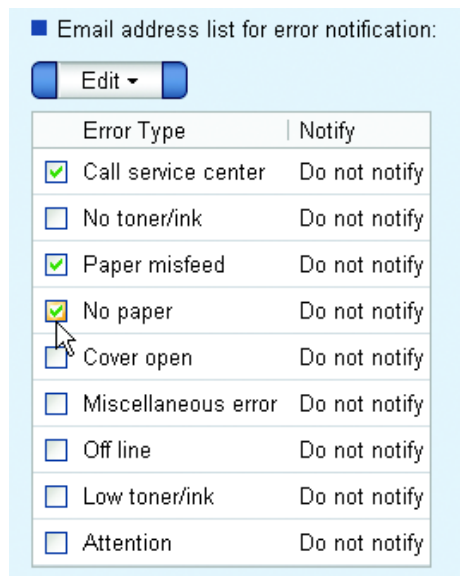 Email address list for error notification:
Edit
Error Type Notify
Call service center Do not notify
No toner/ink Do not notify
Paper misfeed Do not notify
No paper Do not notify
Cover open Do not notify
Miscellaneous error Do not notify
Off line Do not notify
Low toner/ink Do not notify
Attention Do not notify